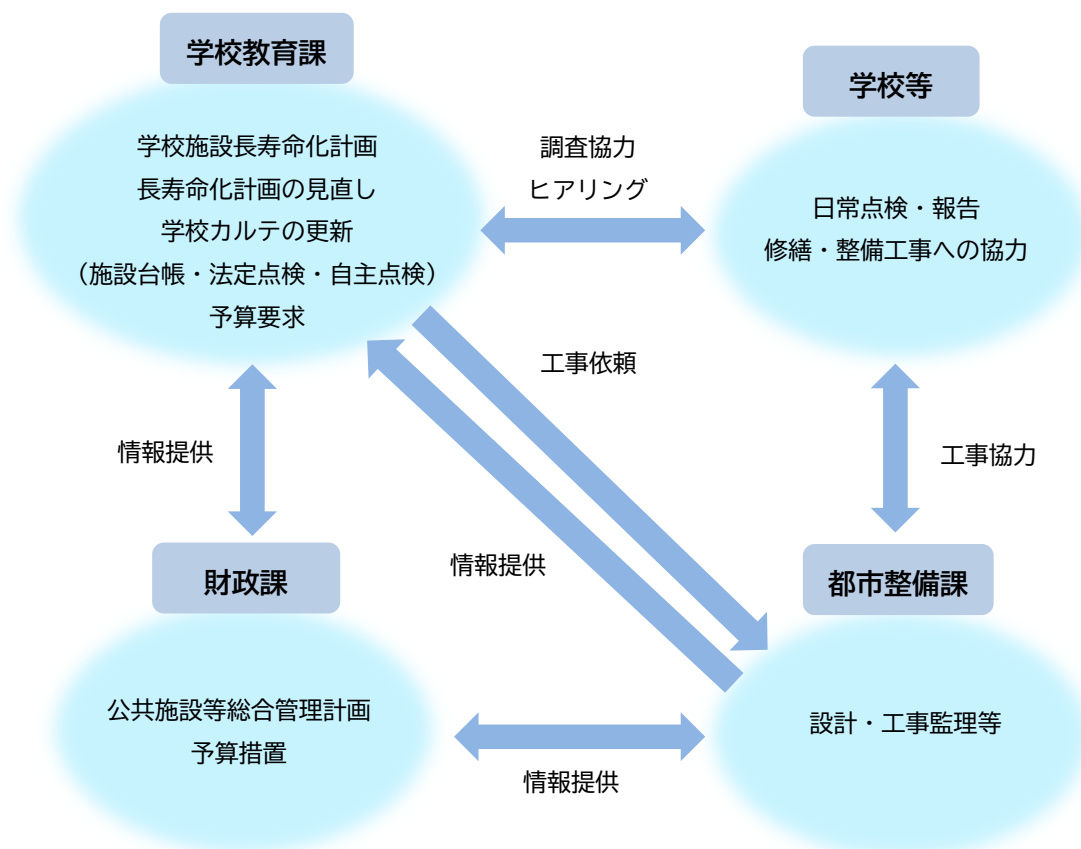 学校教育課
学校施設長寿命化計画
長寿命化計画の見直し
学校カルテの更新
（施設台帳・法定点検・自主点検）
予算要求
調査協力
ヒアリング
学校等
日常点検・報告
修繕・整備工事への協力
工事依頼
情報提供
工事協力
情報提供
財政課
公共施設等総合管理計画
予算措置
情報提供
都市整備課
設計・工事監理等